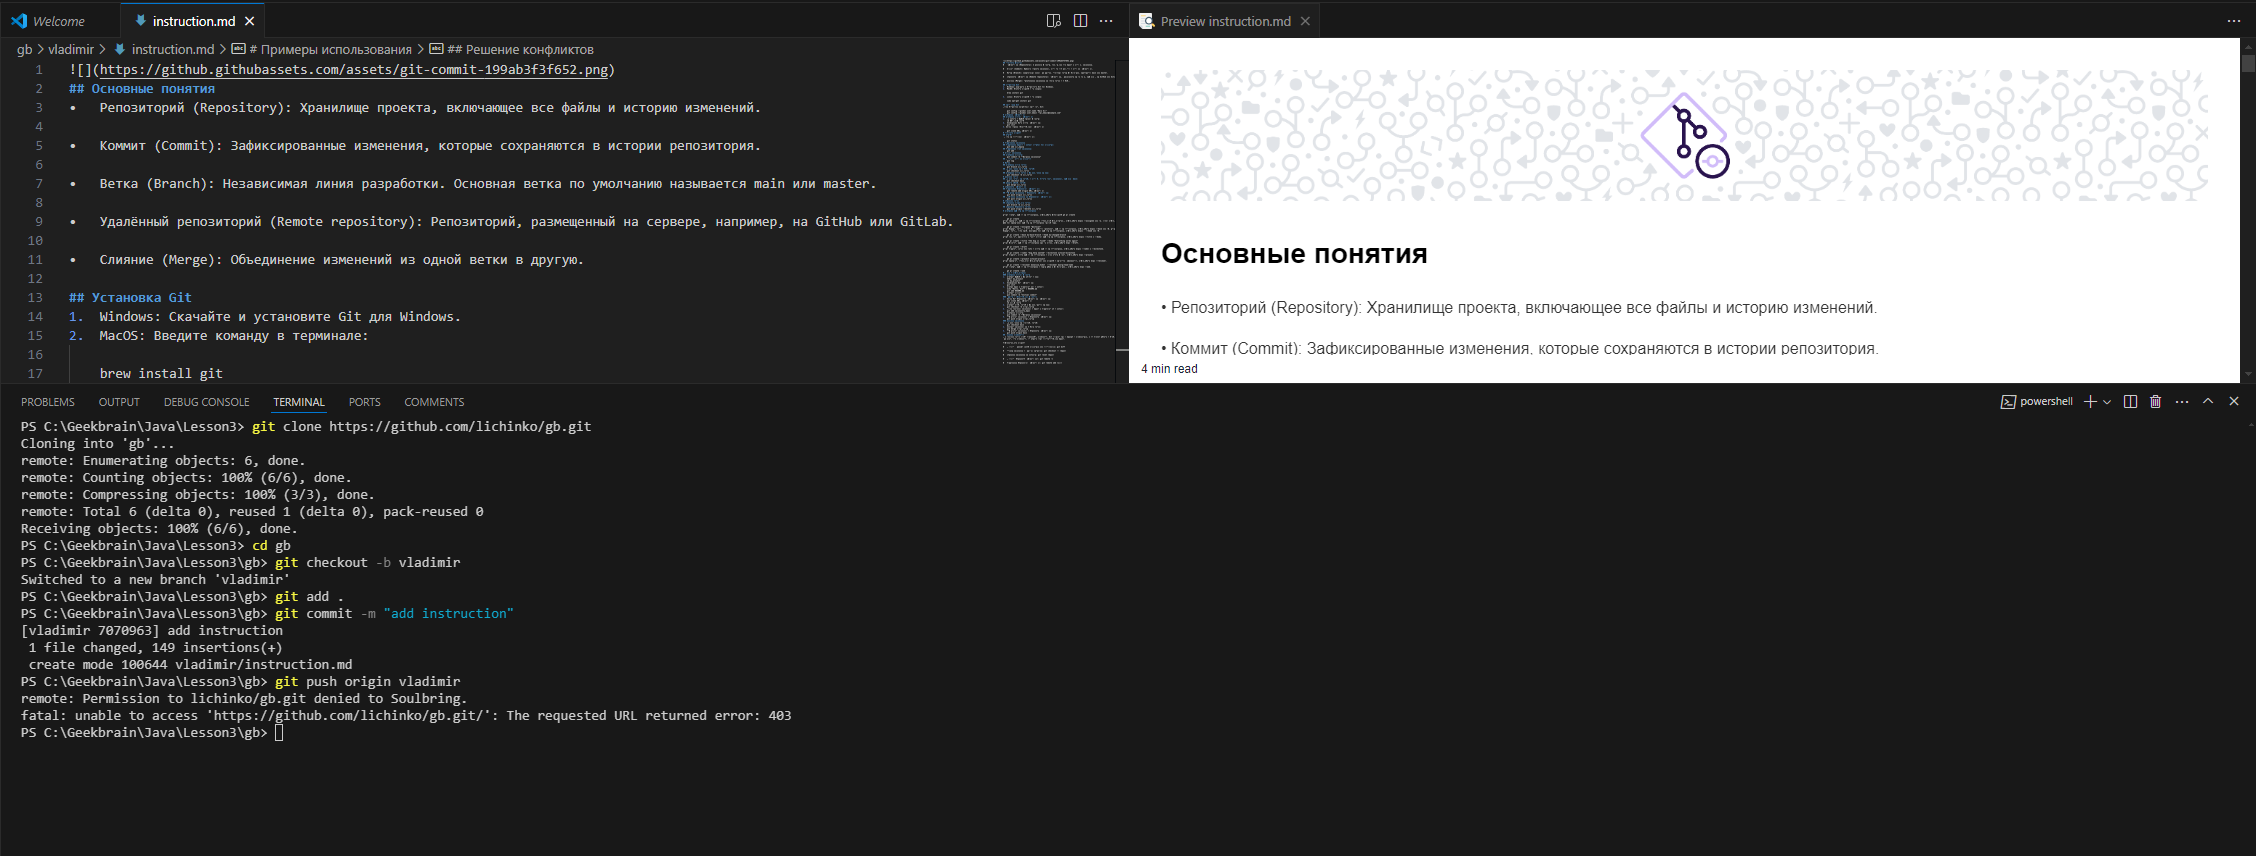 Welcome
instruction.md
gb > vladimir > instruction.md > # Примеры использования > ## Решение конфликтов
1 ![](https://github.githubassets.com/assets/git-commit-199ab3f3f652.png)
2 ## Основные понятия
3 • Репозиторий (Repository): Хранилище проекта, включающее все файлы и историю изменений.
4
5 • Коммит (Commit): Зафиксированные изменения, которые сохраняются в истории репозитория.
6
7 • Ветка (Branch): Независимая линия разработки. Основная ветка по умолчанию называется main или master.
8
9 • Удалённый репозиторий (Remote repository): Репозиторий, размещенный на сервере, например, на GitHub или GitLab.
10
11 • Слияние (Merge): Объединение изменений из одной ветки в другую.
12
13 ## Установка Git
14 1. Windows: Скачайте и установите Git для Windows.
15 2. MacOS: Введите команду в терминале:
16
17 brew install git
Preview instruction.md
Основные понятия
• Репозиторий (Repository): Хранилище проекта, включающее все файлы и историю изменений.
• Коммит (Commit): Зафиксированные изменения, которые сохраняются в истории репозитория.
4 min read
PROBLEMS OUTPUT DEBUG CONSOLE TERMINAL PORTS COMMENTS
powershell
PS C:\Geekbrain\Java\Lesson3> git clone https://github.com/lichinko/gb.git
Cloning into 'gb'...
remote: Enumerating objects: 6, done.
remote: Counting objects: 100% (6/6), done.
remote: Compressing objects: 100% (3/3), done.
remote: Total 6 (delta 0), reused 1 (delta 0), pack-reused 0
Receiving objects: 100% (6/6), done.
PS C:\Geekbrain\Java\Lesson3> cd gb
PS C:\Geekbrain\Java\Lesson3\gb> git checkout -b vladimir
Switched to a new branch 'vladimir'
PS C:\Geekbrain\Java\Lesson3\gb> git add .
PS C:\Geekbrain\Java\Lesson3\gb> git commit -m "add instruction"
[vladimir 7070963] add instruction
1 file changed, 149 insertions(+)
create mode 100644 vladimir/instruction.md
PS C:\Geekbrain\Java\Lesson3\gb> git push origin vladimir
remote: Permission to lichinko/gb.git denied to Soulbring.
fatal: unable to access 'https://github.com/lichinko/gb.git/': The requested URL returned error: 403
PS C:\Geekbrain\Java\Lesson3\gb>